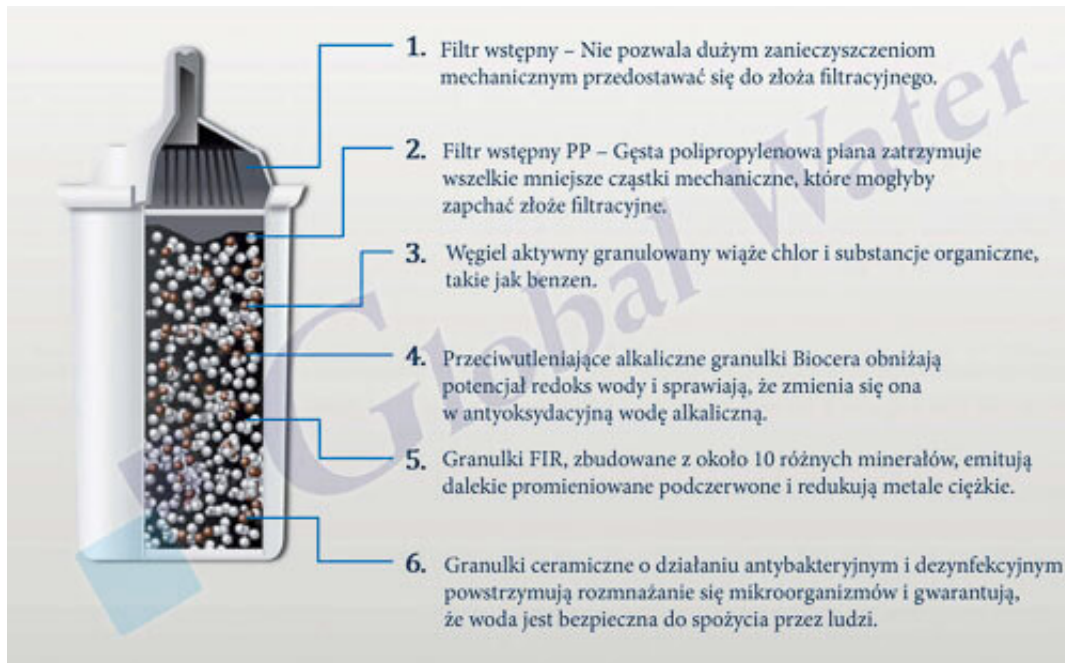 1. Filtr wstępny – Nie pozwala dużym zanieczyszczeniom
mechanicznym przedostawać się do złoża filtracyjnego.
2. Filtr wstępny PP – Gęsta polipropylenowa piana zatrzymuje
wszelkie mniejsze cząstki mechaniczne, które mogłyby
zapchać złoże filtracyjne.
3. Węgiel aktywny granulowany wiąże chlor i substancje organiczne,
takie jak benzen.
4. Przeciwutleniające alkaliczne granulki Biocera obniżają
potencjał redoks wody i sprawiają, że zmienia się ona
w antyoksydacyjną wodę alkaliczną.
5. Granulki FIR, zbudowane z około 10 różnych minerałów, emitują
dalekie promieniowane podczerwone i redukują metale ciężkie.
6. Granulki ceramiczne o działaniu antybakteryjnym i dezynfekcyjnym
powstrzymują rozmnażanie się mikroorganizmów i gwarantują,
że woda jest bezpieczna do spożycia przez ludzi.
Global Water